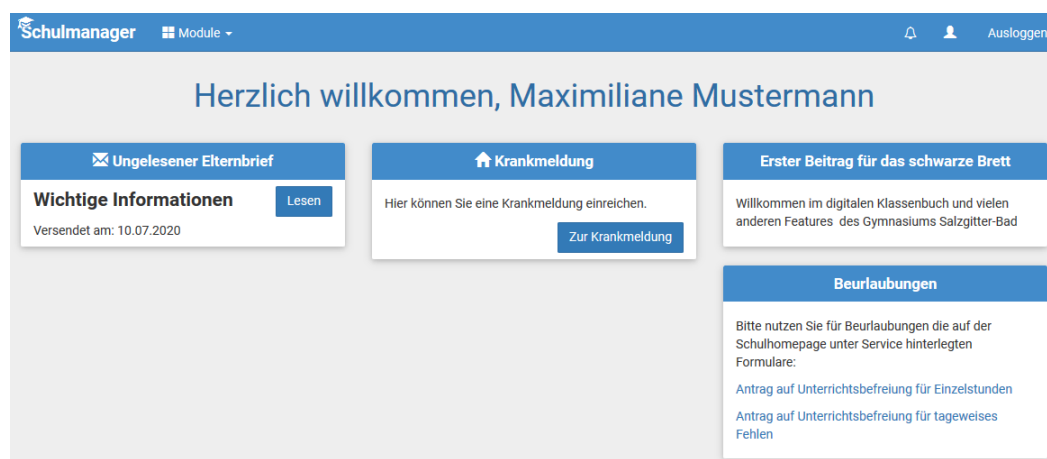 Schulmanager Module Ausloggen
Herzlich willkommen, Maximiliane Mustermann
Ungelesener Elternbrief
Wichtige Informationen
Lesen
Versendet am: 10.07.2020
Krankmeldung
Hier können Sie eine Krankmeldung einreichen.
Zur Krankmeldung
Erster Beitrag für das schwarze Brett
Willkommen im digitalen Klassenbuch und vielen
anderen Features des Gymnasiums Salzgitter-Bad
Beurlaubungen
Bitte nutzen Sie für Beurlaubungen die auf der
Schulhomepage unter Service hinterlegten
Formulare:
Antrag auf Unterrichtsbefreiung für Einzelstunden
Antrag auf Unterrichtsbefreiung für tageweises
Fehlen